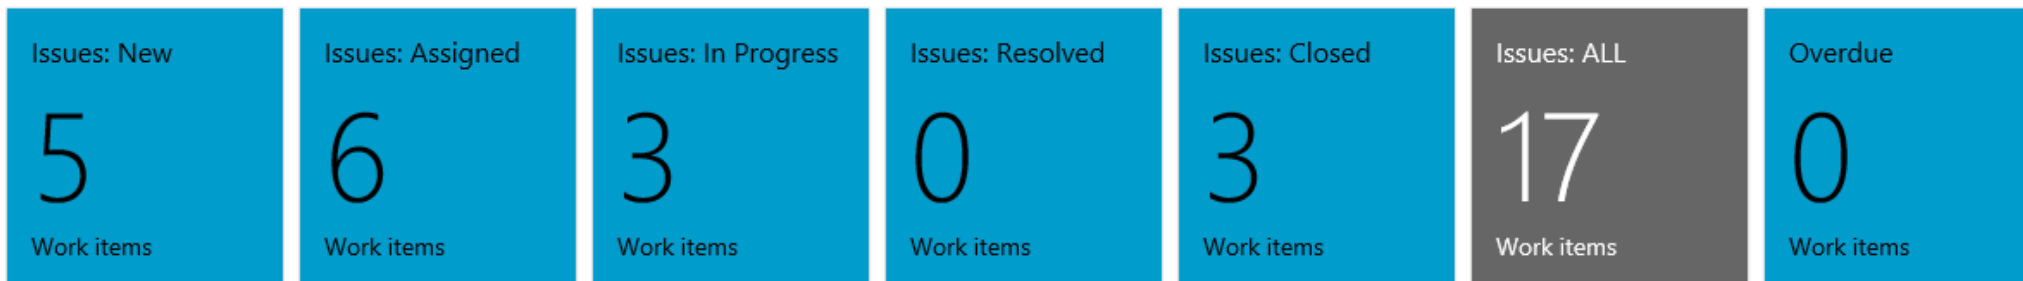 Issues: New
5
Work items
Issues: Assigned
6
Work items
Issues: In Progress
3
Work items
Issues: Resolved
0
Work items
Issues: Closed
3
Work items
Issues: ALL
17
Work items
Overdue
0
Work items